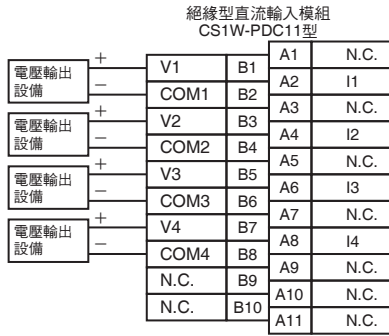 絕緣型直流輸入模組
CS1W-PDC11型
A1 N.C.
電壓輸出
設備
+
V1 B1
A2 I1
−
COM1 B2
A3 N.C.
電壓輸出
設備
+
V2 B3
A4 I2
−
COM2 B4
A5 N.C.
電壓輸出
設備
+
V3 B5
A6 I3
−
COM3 B6
A7 N.C.
電壓輸出
設備
+
V4 B7
A8 I4
−
COM4 B8
A9 N.C.
N.C. B9
A10 N.C.
N.C. B10
A11 N.C.